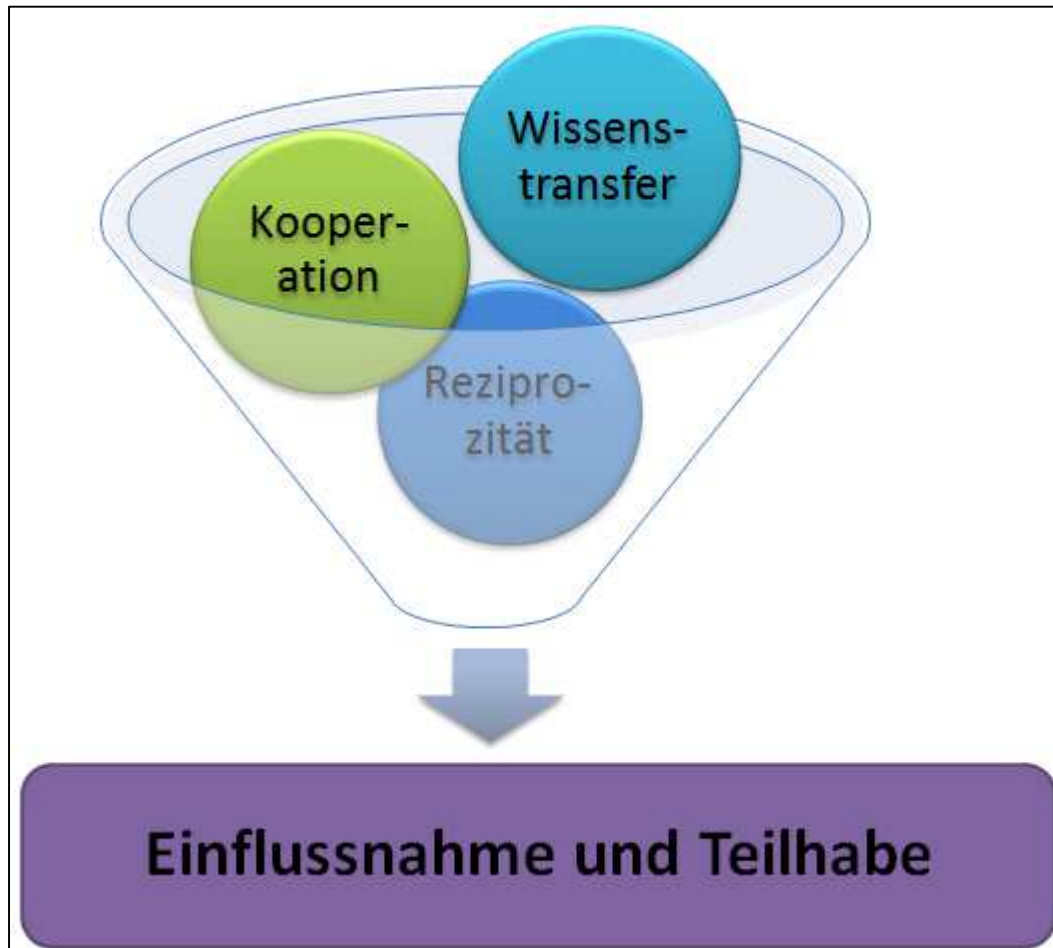 Wissens-
transfer
Kooper-
ation
Rezipro-
zität
Einflussnahme und Teilhabe